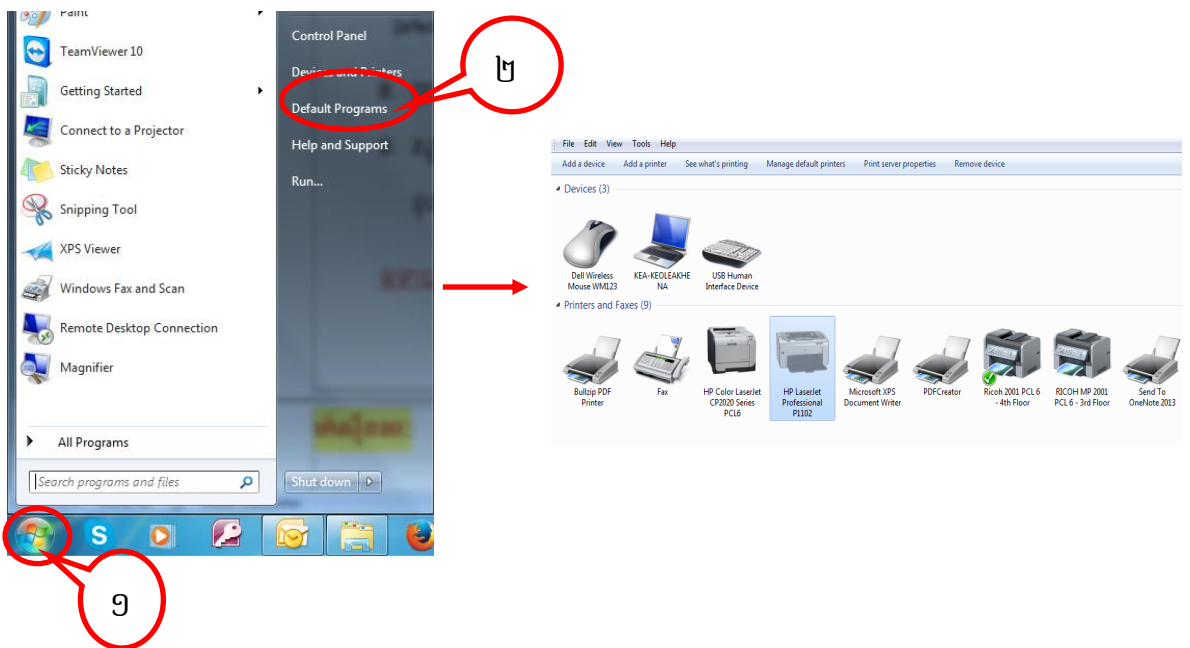 Paint
TeamViewer 10
Getting Started
Connect to a Projector
Sticky Notes
Snipping Tool
XPS Viewer
Windows Fax and Scan
Remote Desktop Connection
Magnifier
All Programs
Search programs and files
Control Panel
Devices and Printers
Default Programs
Help and Support
Run...
Shut down
២
១
File Edit View Tools Help
Add a device Add a printer See what's printing Manage default printers Print server properties Remove device
Devices (3)
Dell Wireless
Mouse WM123
KEA-KEOLEAKHE
NA
USB Human
Interface Device
Printers and Faxes (9)
Bullzip PDF
Printer
Fax
HP Color LaserJet
CP2020 Series
PCL6
HP LaserJet
Professional
P1102
Microsoft XPS
Document Writer
PDFCreator
Ricoh 2001 PCL 6
- 4th Floor
RICOH MP 2001
PCL 6 - 3rd Floor
Send To
OneNote 2013